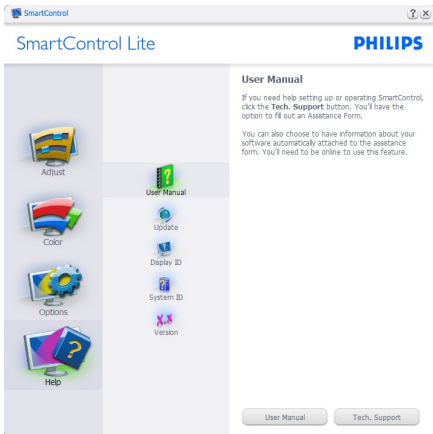 SmartControl
? ×
SmartControl Lite
PHILIPS
Adjust
Color
Options
Help
User Manual
Update
Display ID
System ID
X.X
Version
User Manual
If you need help setting up or operating SmartControl,
click the Tech. Support button. You'll have the
option to fill out an Assistance Form.
You can also choose to have information about your
software automatically attached to the assistance
form. You'll need to be online to use this feature.
User Manual
Tech. Support